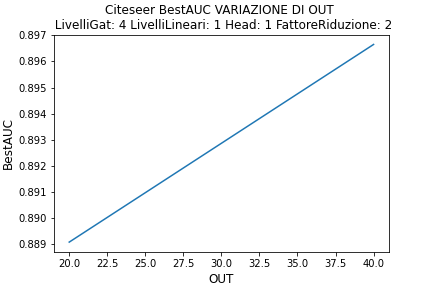 Citeseer BestAUC VARIAZIONE DI OUT
LivelliGat: 4 LivelliLineari: 1 Head: 1 FattoreRiduzione: 2
0.897
0.896
0.895
0.894
0.893
0.892
0.891
0.890
0.889
BestAUC
20.0 22.5 25.0 27.5 30.0 32.5 35.0 37.5 40.0
OUT